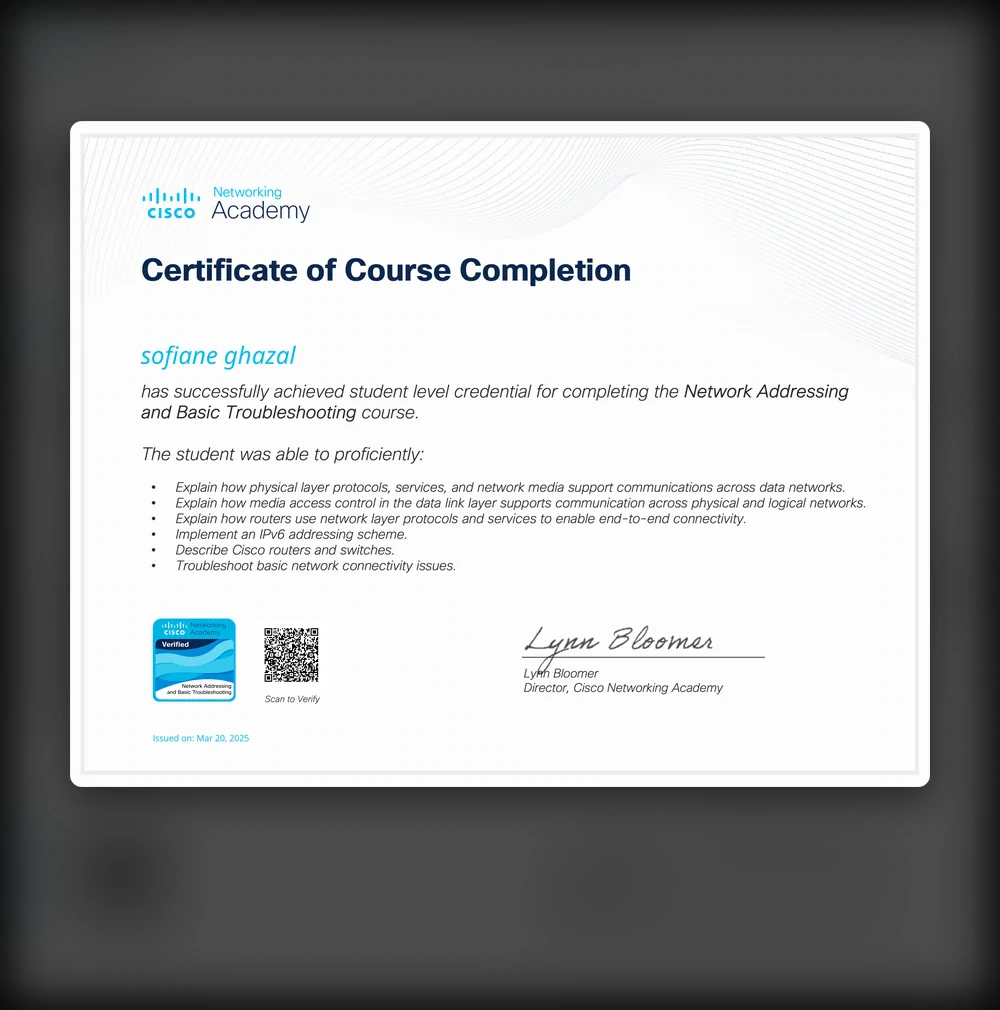 CISCO
Networking
Academy
Certificate of Course Completion
sofiane ghazal
has successfully achieved student level credential for completing the Network Addressing
and Basic Troubleshooting course.
The student was able to proficiently:
• Explain how physical layer protocols, services, and network media support communications across data networks.
• Explain how media access control in the data link layer supports communication across physical and logical networks.
• Explain how routers use network layer protocols and services to enable end-to-end connectivity.
• Implement an IPv6 addressing scheme.
• Describe Cisco routers and switches.
• Troubleshoot basic network connectivity issues.
CISCO
Networking
Academy
Verified
Network Addressing
and Basic Troubleshooting
Scan to Verify
Lynn Bloomer
Lynn Bloomer
Director, Cisco Networking Academy
Issued on: Mar 20, 2025